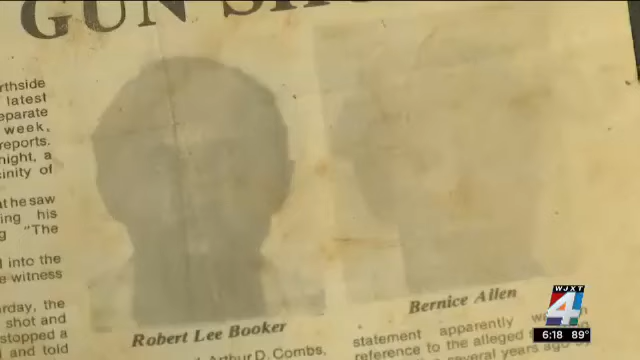 GUN
rthside
latest
eparate
week,
reports.
night, a
cinity of
at he saw
ing his
g "The
into the
e witness
rday, the
shot and
stopped a
and told
Robert Lee Booker
Arthur D. Combs,
Bernice Allen
statement apparently
reference to the alleged
several years ago by
WJXT
4
6:18 89°